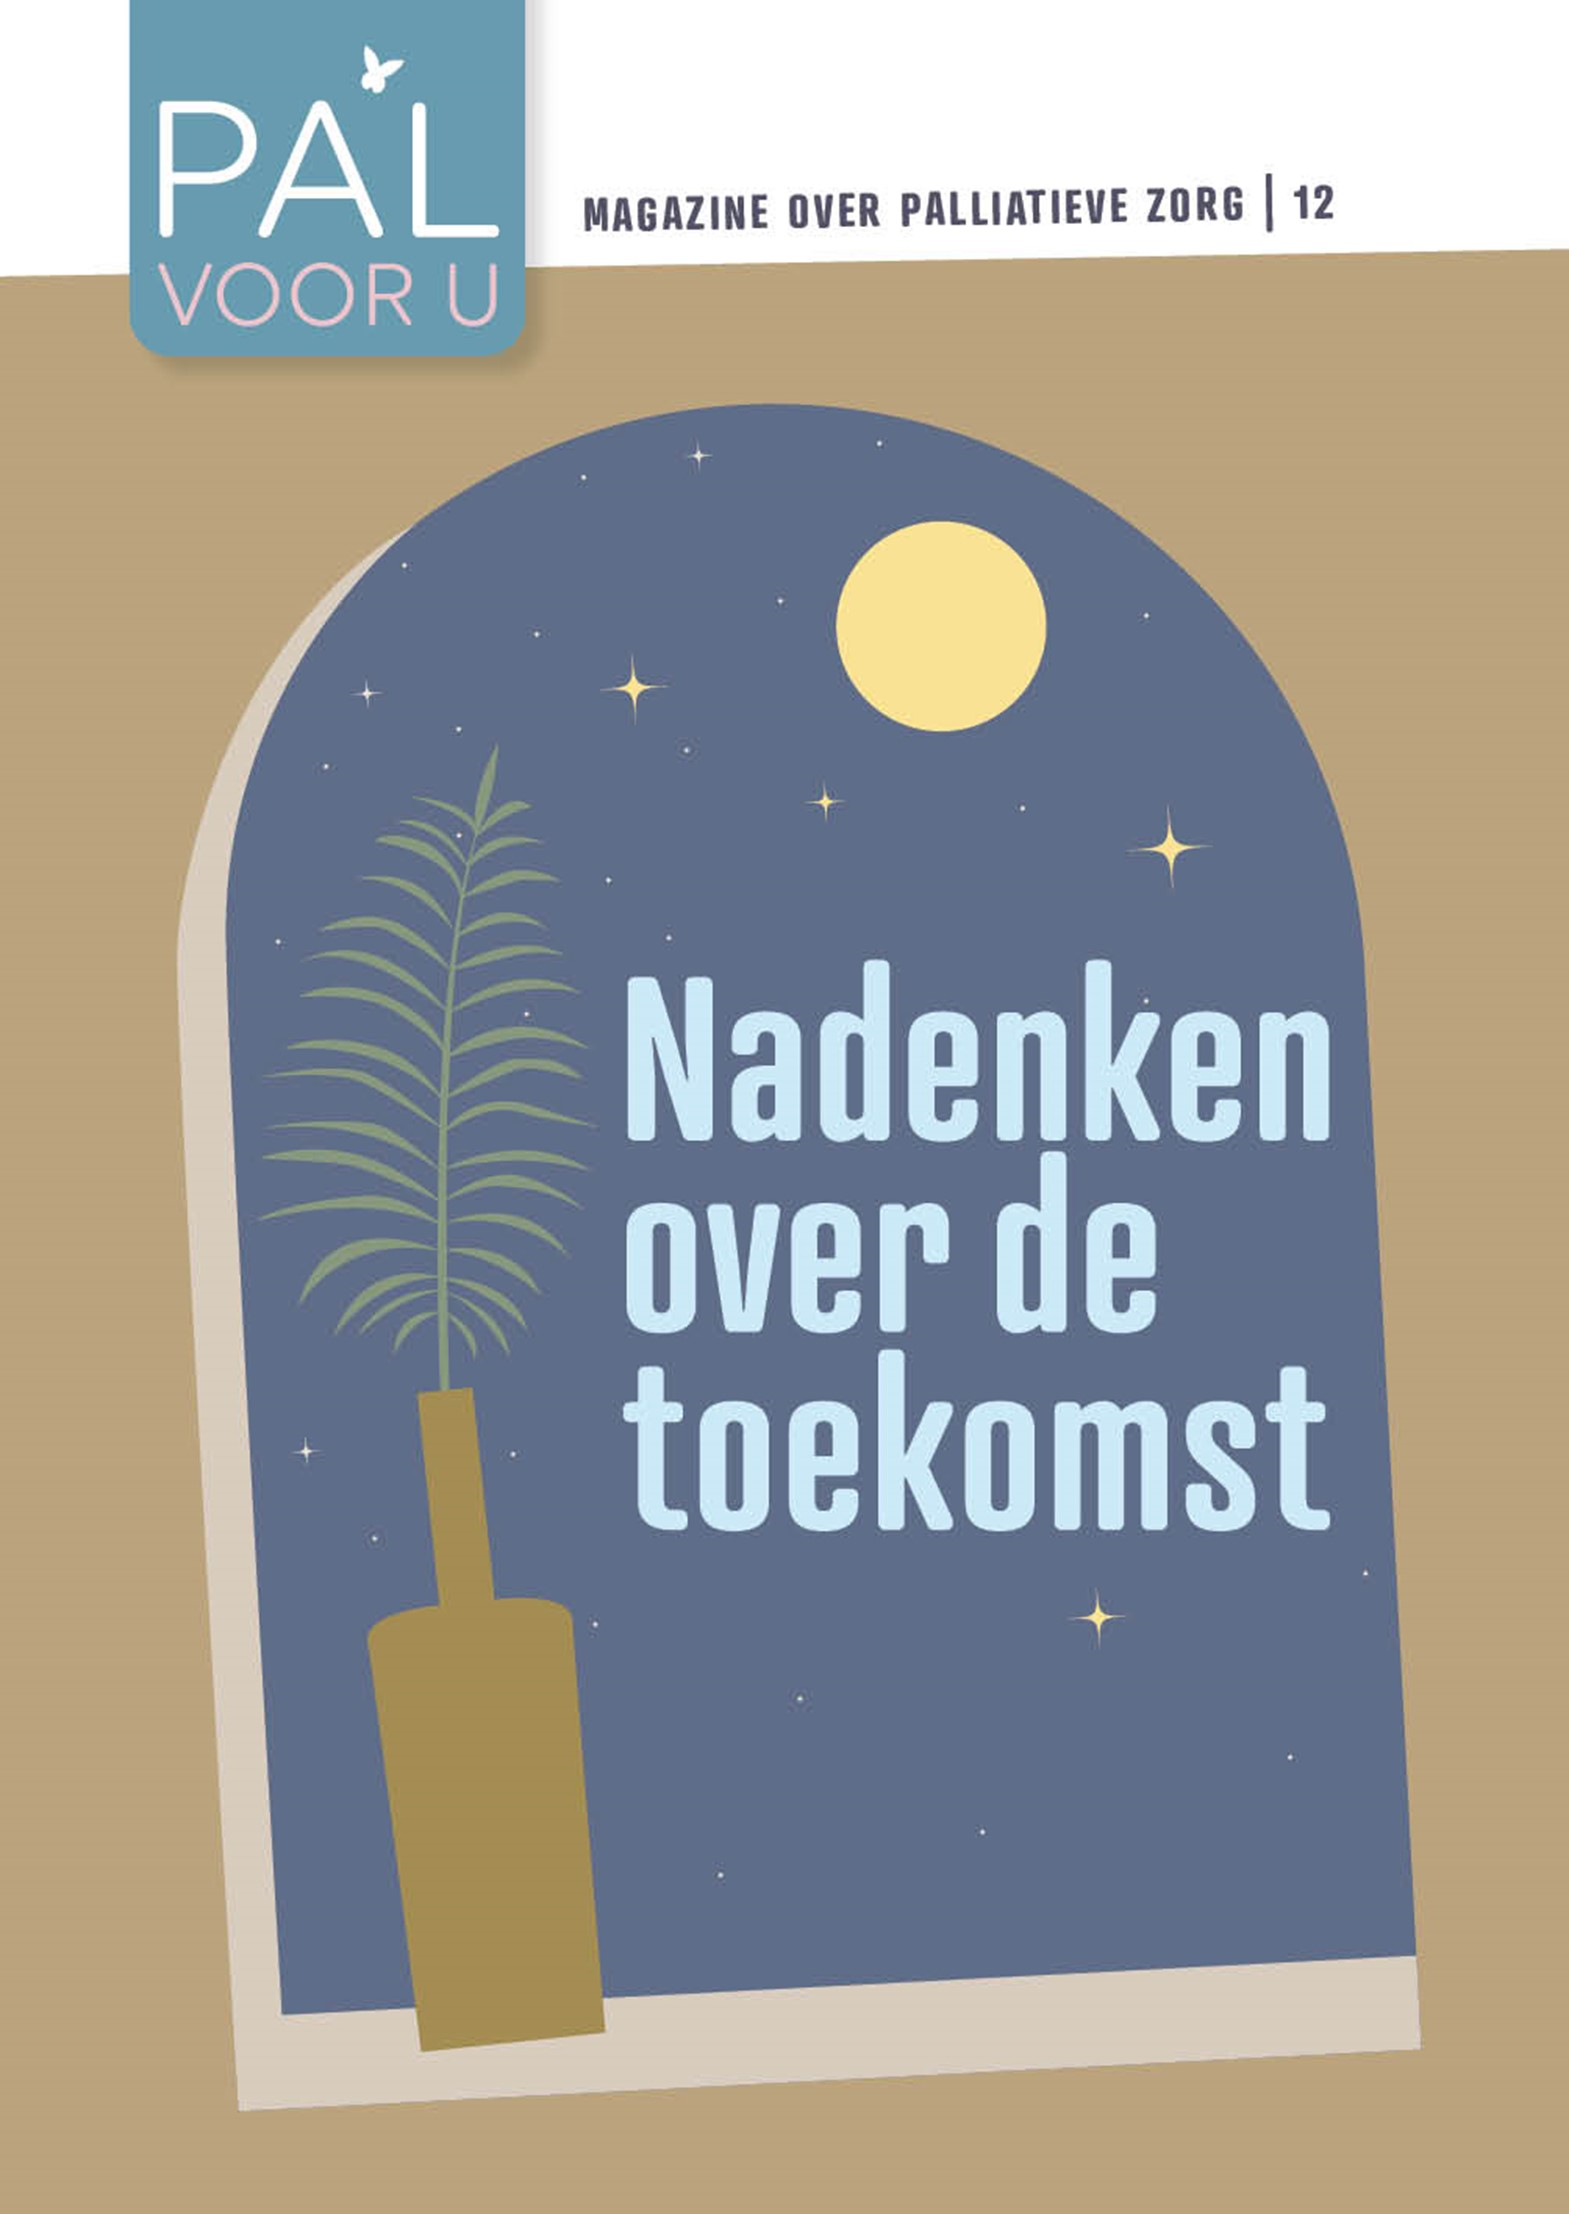 PAL
VOOR U
MAGAZINE OVER PALLIATIEVE ZORG | 12
Nadenken
over de
toekomst